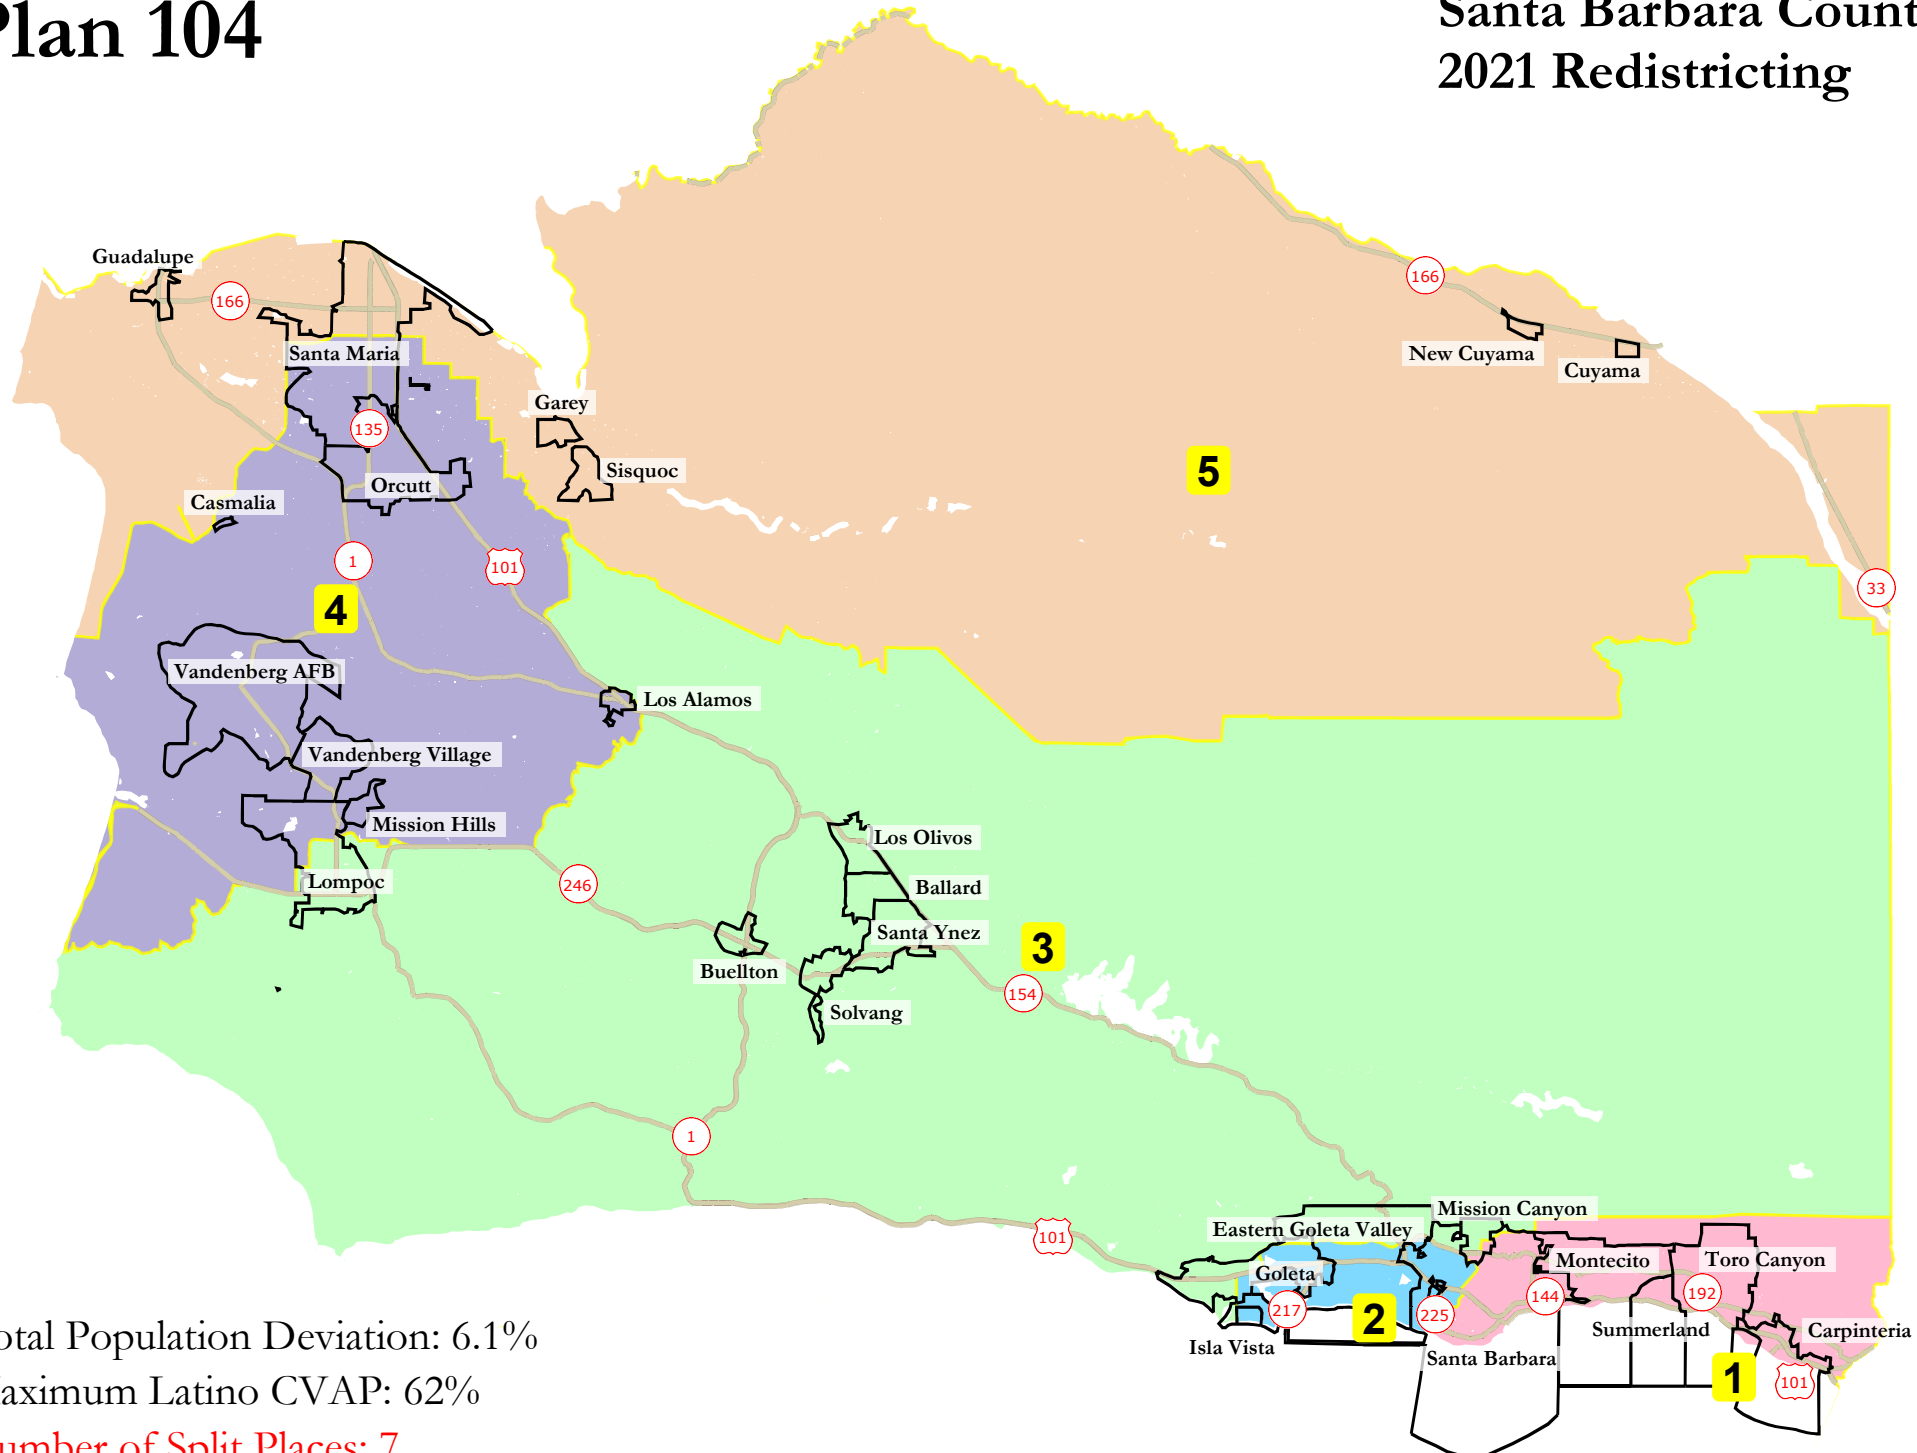 Plan 104
Santa Barbara Count
2021 Redistricting
Guadalupe
166
166
Santa Maria
New Cuyama
Cuyama
Garey
135
Sisquoc
5
Orcutt
Casmalia
1
101
33
4
Vandenberg AFB
Los Alamos
Vandenberg Village
Mission Hills
Los Olivos
Lompoc
246
Ballard
Santa Ynez
3
Buellton
154
Solvang
1
Mission Canyon
Eastern Goleta Valley
101
Montecito
Toro Canyon
Goleta
144
192
217
2
225
Summerland
Carpinteria
Isla Vista
Santa Barbara
1
101
otal Population Deviation: 6.1%
aximum Latino CVAP: 62%
umber of Split Places: 7